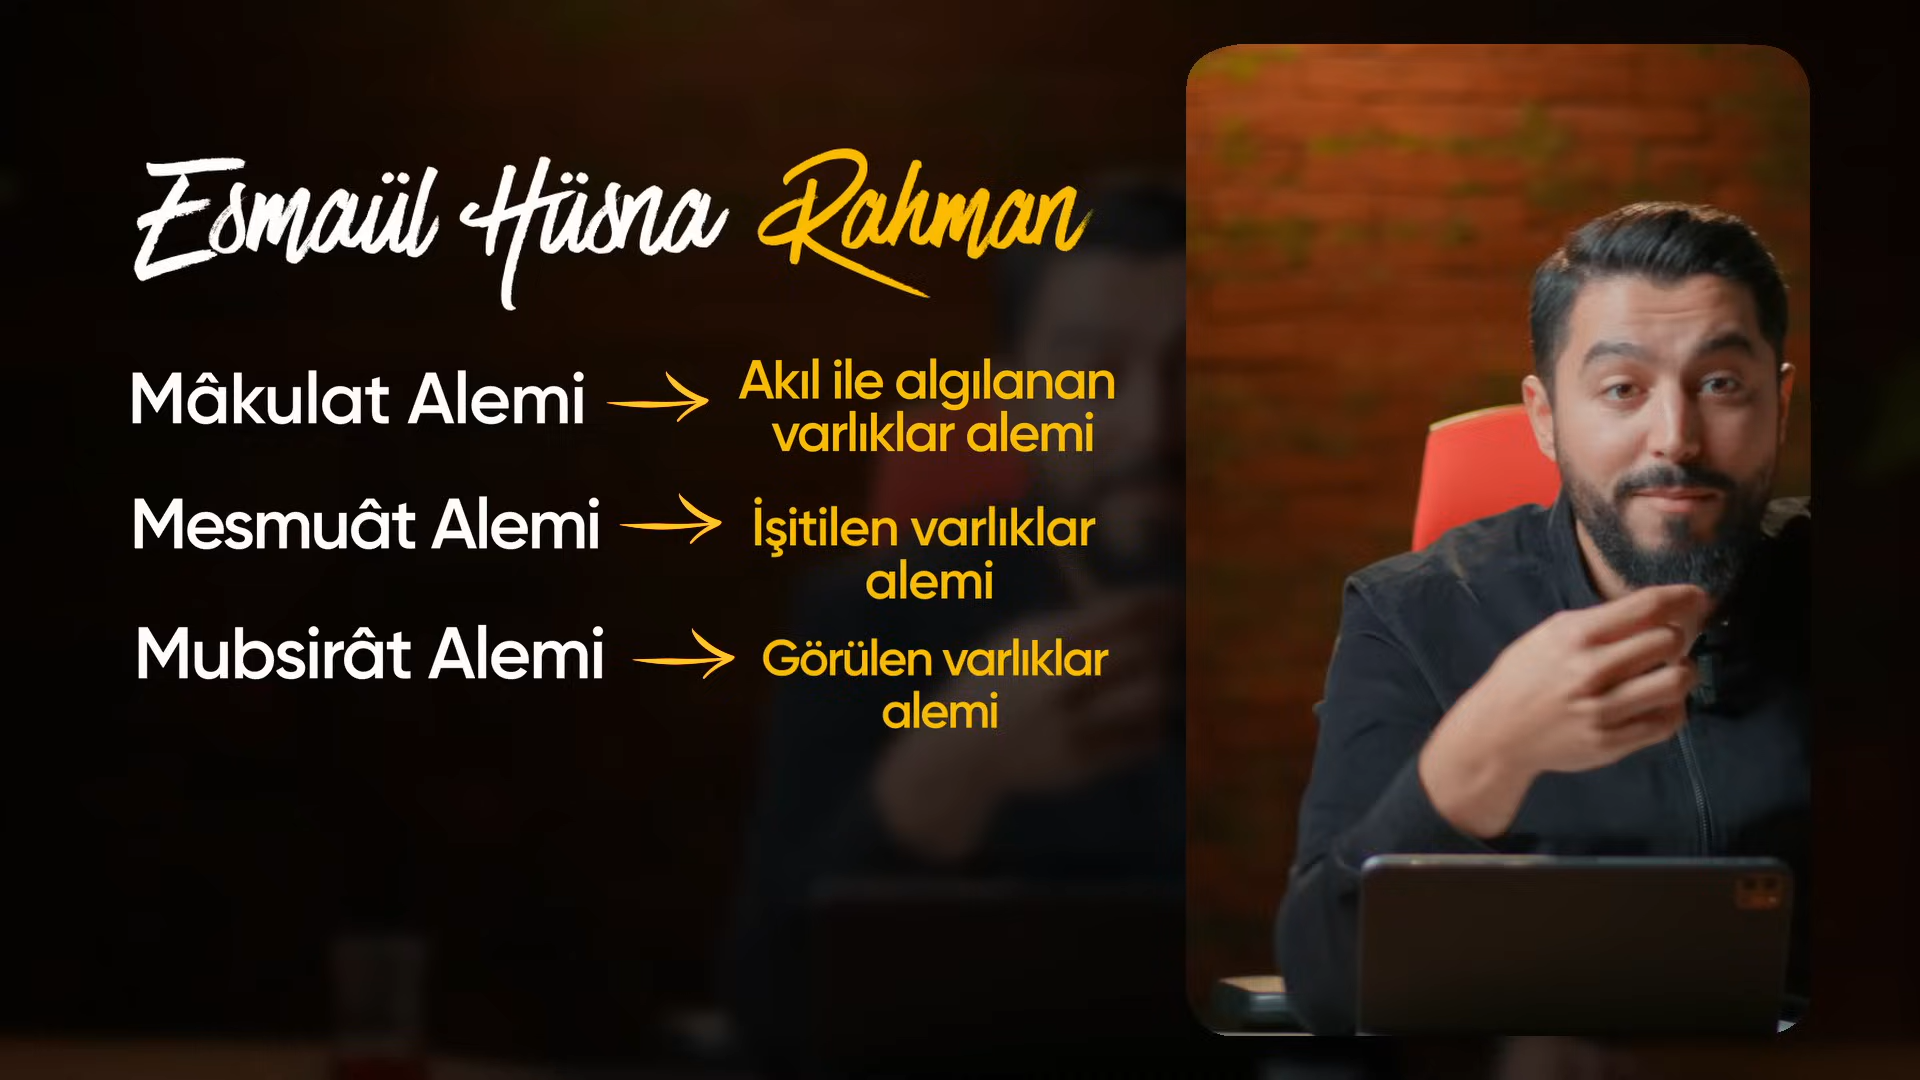 Esmaül Hüsna Rahman
Mâkulat Alemi → Akıl ile algılanan
varlıklar alemi
Mesmuât Alemi → İşitilen varlıklar
alemi
Mubsirât Alemi → Görülen varlıklar
alemi